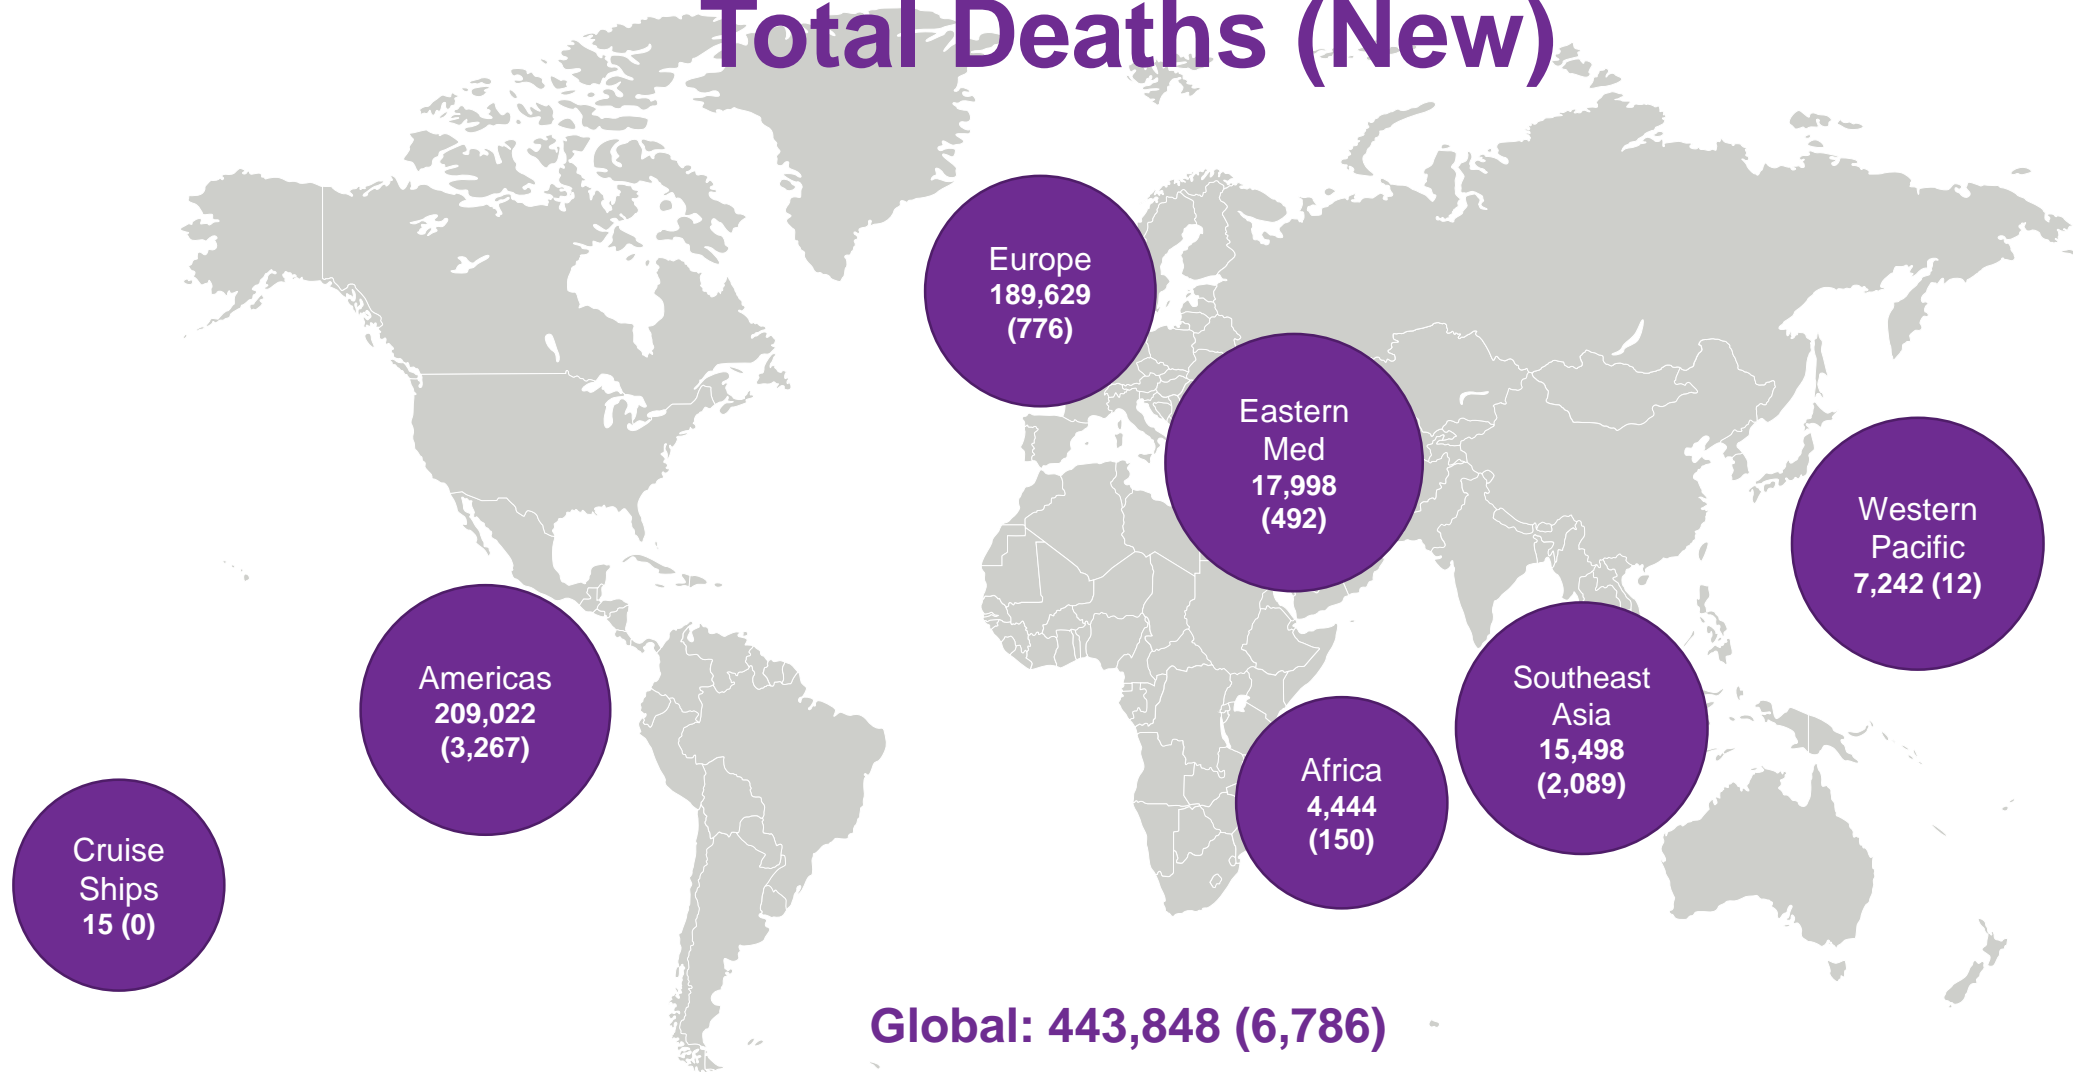 Total Deaths (New)
Europe
189,629
(776)
Eastern
Med
17,998
(492)
Western
Pacific
7,242 (12)
Americas
209,022
(3,267)
Southeast
Asia
15,498
(2,089)
Africa
4,444
(150)
Cruise
Ships
15 (0)
Global: 443,848 (6,786)